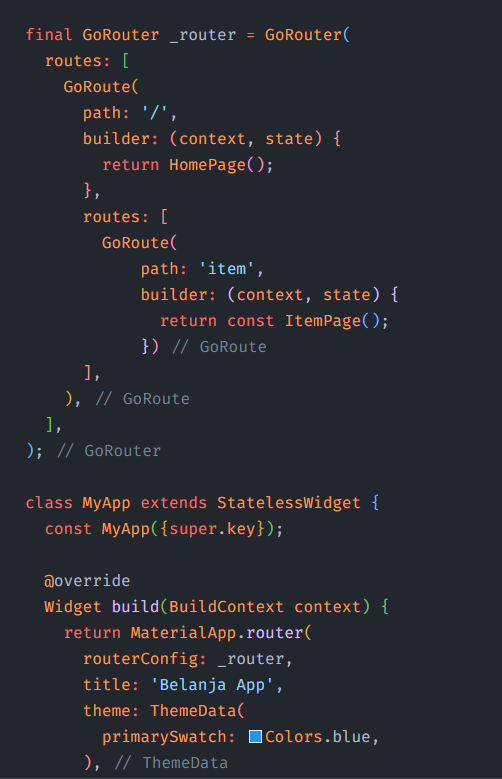 final GoRouter _router = GoRouter(
  routes: [
    GoRoute(
      path: '/',
      builder: (context, state) {
        return HomePage();
      },
      routes: [
        GoRoute(
            path: 'item',
            builder: (context, state) {
              return const ItemPage();
            }) // GoRoute
      ],
    ), // GoRoute
  ],
); // GoRouter

class MyApp extends StatelessWidget {
  const MyApp({super.key});

  @override
  Widget build(BuildContext context) {
    return MaterialApp.router(
      routerConfig: _router,
      title: 'Belanja App',
      theme: ThemeData(
        primarySwatch: Colors.blue,
      ), // ThemeData